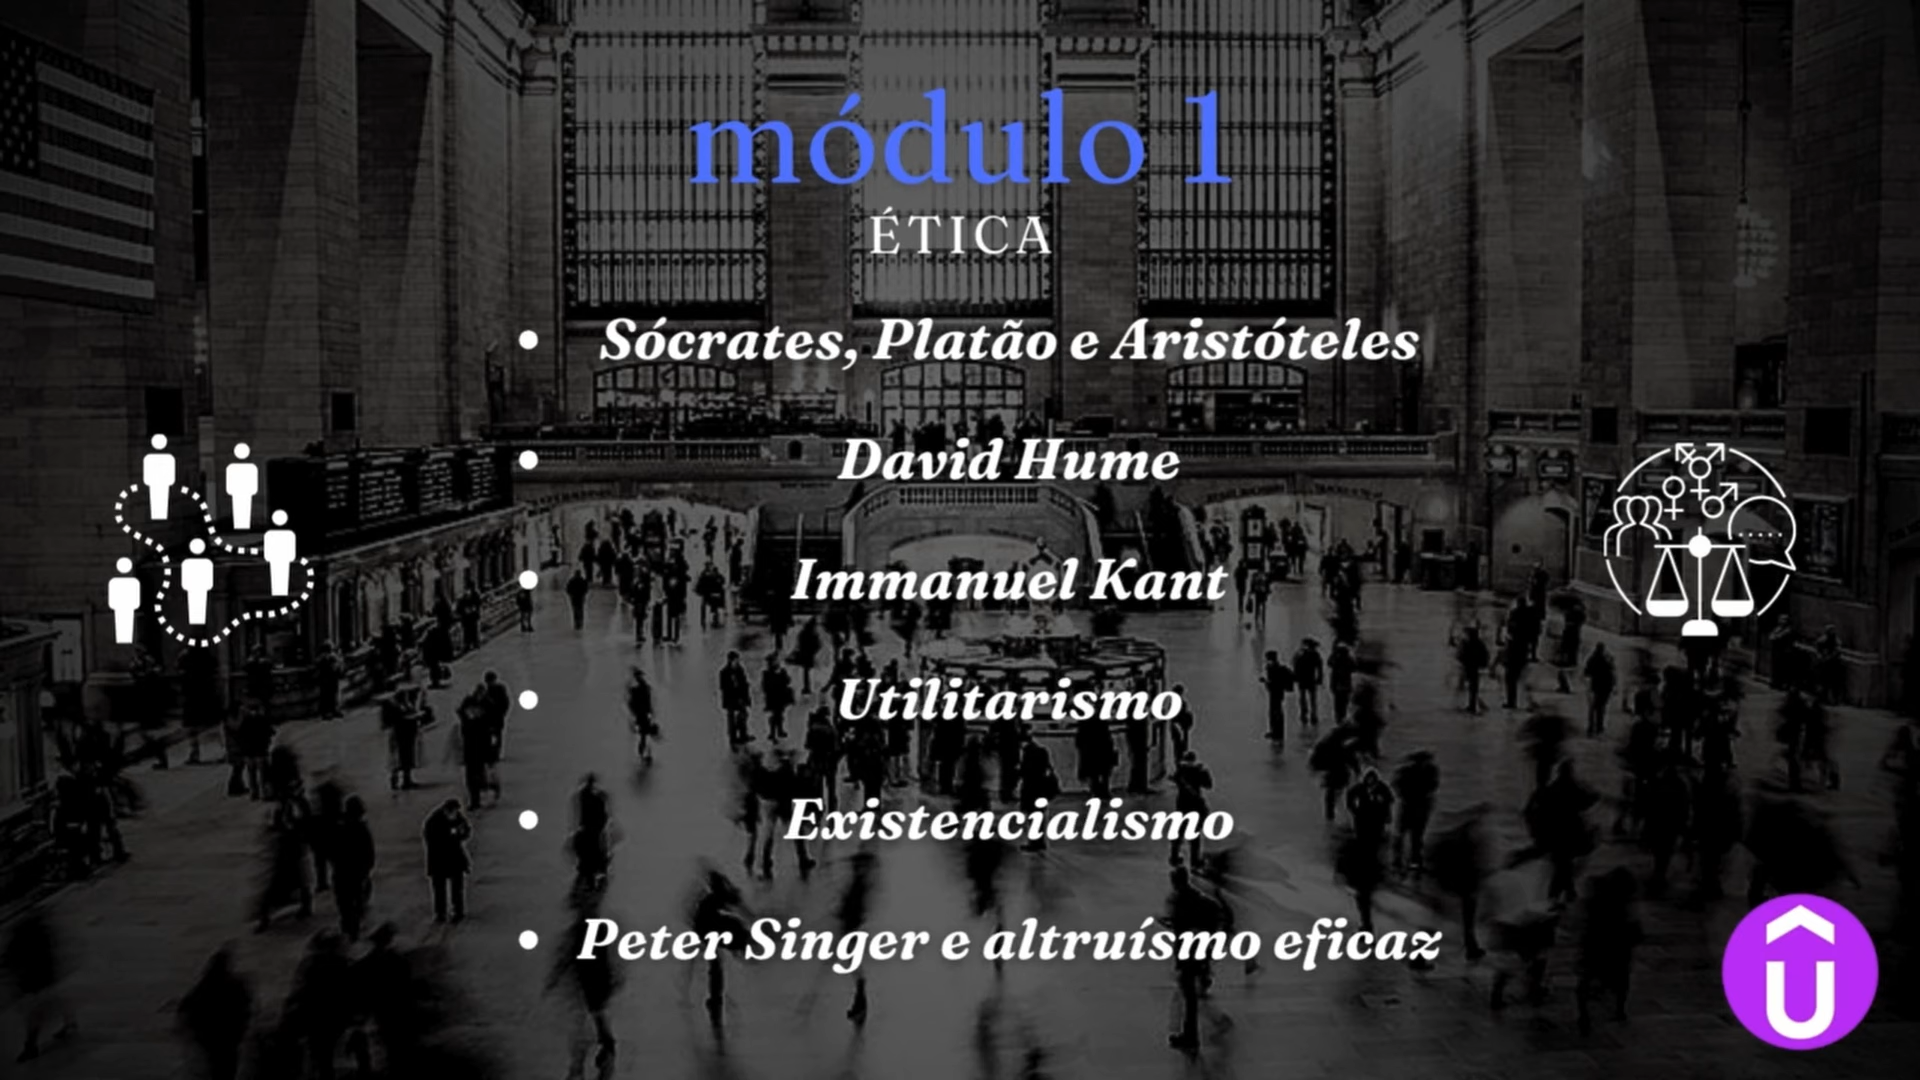 módulo 1
ÉTICA
• Sócrates, Platão e Aristóteles
• David Hume
• Immanuel Kant
• Utilitarismo
• Existencialismo
• Peter Singer e altruísmo eficaz